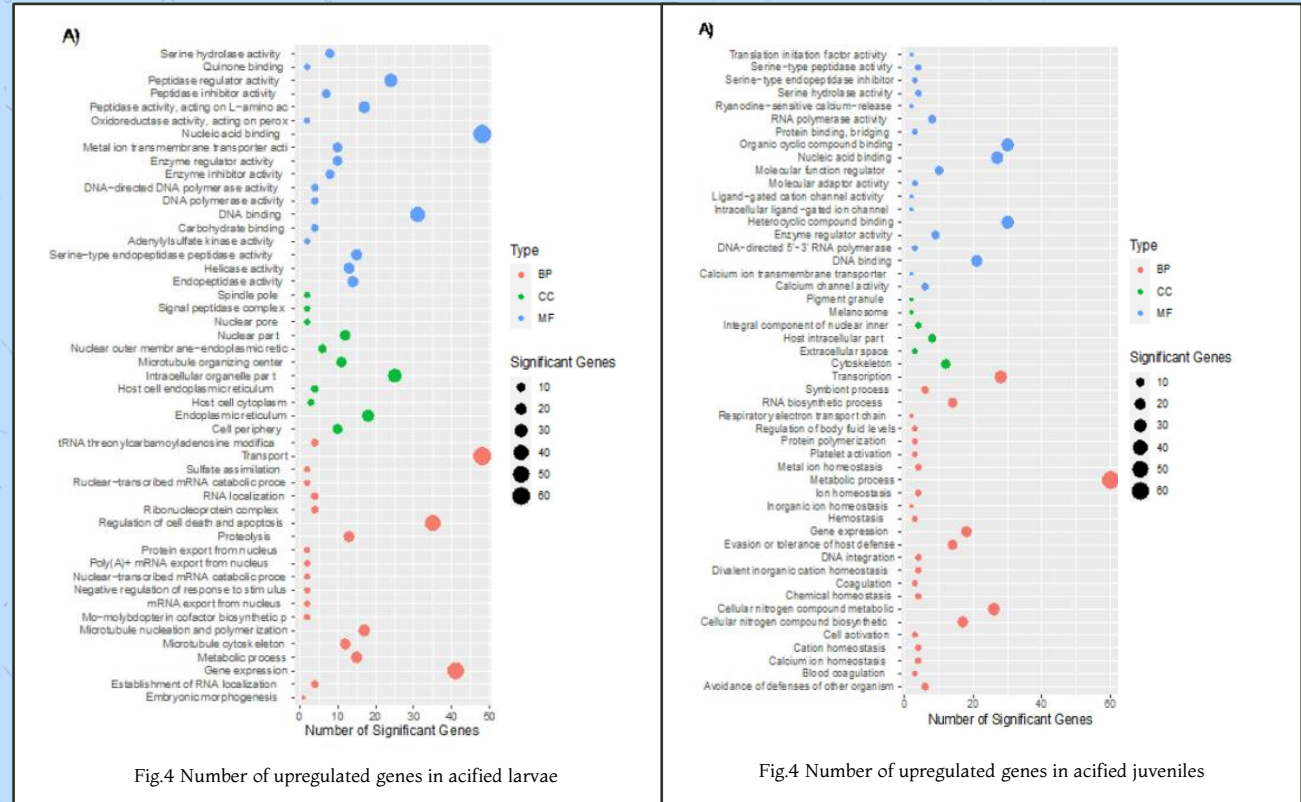 A)
Serine hydrolase activity
Quinone binding
Peptidase regulator activity
Peptidase inhibitor activity
Peptidase activity, acting on L-amino ac
Oxidoreductase activity, acting on perox
Nucleic acid binding
Metal ion transmembrane transporter acti
Enzyme regulator activity
Enzyme inhibitor activity
DNA-directed DNA polymerase activity
DNA polymerase activity
DNA binding
Carbohydrate binding
Adenylylsulfate kinase activity
Serine-type endopeptidase peptidase activity
Helicase activity
Endopeptidase activity
Spindle pole
Signal peptidase complex
Nuclear pore
Nuclear part
Nuclear outer membrane-endoplasmic retic
Microtubule organizing center
Intracellular organelle part
Host cell endoplasmic reticulum
Host cell cytoplasm
Endoplasmic reticulum
Cell periphery
tRNA threonylcarbamoyladenosine modifica
Transport
Sulfate assimilation
Ruclear-transcribed mRNA catabolic proce
RNA localization
Ribonucleoprotein complex
Regulation of cell death and apoptosis
Proteolysis
Protein export from nucleus
Poly(A)+ mRNA export from nucleus
Nuclear-transcribed mRNA catabolic proce
Negative regulation of response to stimulus
mRNA export from nucleus
Mo-molybdopterin cofactor biosynthetic p
Microtubule nucleation and polymerization
Microtubule cytoskeleton
Metabolic process
Gene expression
Establishment of RNA localization
Embryonic morphogenesis
0 10 20 30 40 50
Number of Significant Genes
Type
BP
CC
MF
Significant Genes
10
20
30
40
50
60
Fig.4 Number of upregulated genes in acified larvae
A)
Translation initiation factor activity
Serine-type peptidase activity
Serine-type endopeptidase inhibitor
Serine hydrolase activity
Ryanodine-sensitive calcium-release
RNA polymerase activity
Protein binding, bridging
Organic cyclic compound binding
Nucleic acid binding
Molecular function regulator
Molecular adaptor activity
Ligand-gated cation channel activity
Intracellular ligand-gated ion channel
Heterocyclic compound binding
Enzyme regulator activity
DNA-directed 5'-3' RNA polymerase
DNA binding
Calcium ion transmembrane transporter
Calcium channel activity
Pigment granule
Melanosome
Integral component of nuclear inner
Host intracellular part
Extracellular space
Cytoskeleton
Transcription
Symbiont process
RNA biosynthetic process
Respiratory electron transport chain
Regulation of body fluid levels
Protein polymerization
Platelet activation
Metal ion homeostasis
Metabolic process
Ion homeostasis
Inorganic ion homeostasis
Hemostasis
Gene expression
Evasion or tolerance of host defense
DNA integration
Divalent inorganic cation homeostasis
Coagulation
Chemical homeostasis
Cellular nitrogen compound metabolic
Cellular nitrogen compound biosynthetic
Cell activation
Cation homeostasis
Calcium ion homeostasis
Blood coagulation
Avoidance of defenses of other organism
0 20 40 60
Number of Significant Genes
Type
BP
CC
MF
Significant Genes
10
20
30
40
50
60
Fig.4 Number of upregulated genes in acified juveniles